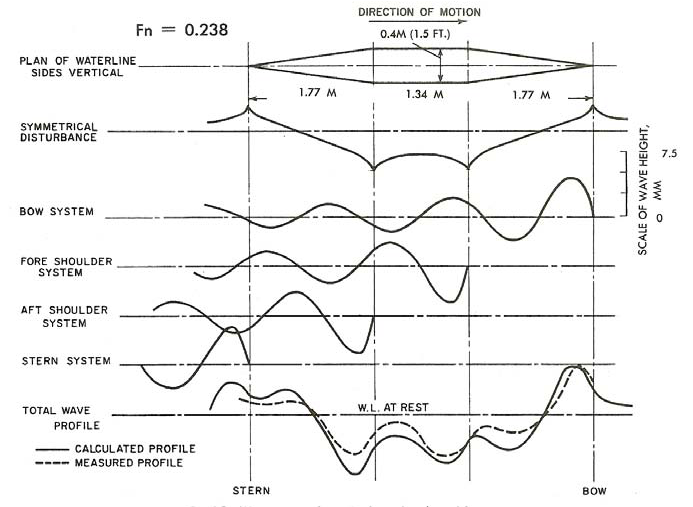 DIRECTION OF MOTION
Fn = 0.238
0.4M (1.5 FT.)
PLAN OF WATERLINE
SIDES VERTICAL
1.77 M
1.34 M
1.77 M
SYMMETRICAL
DISTURBANCE
SCALE OF WAVE HEIGHT,
MM
7.5
0
BOW SYSTEM
FORE SHOULDER
SYSTEM
AFT SHOULDER
SYSTEM
STERN SYSTEM
TOTAL WAVE
PROFILE
W.L. AT REST
CALCULATED PROFILE
MEASURED PROFILE
STERN
BOW